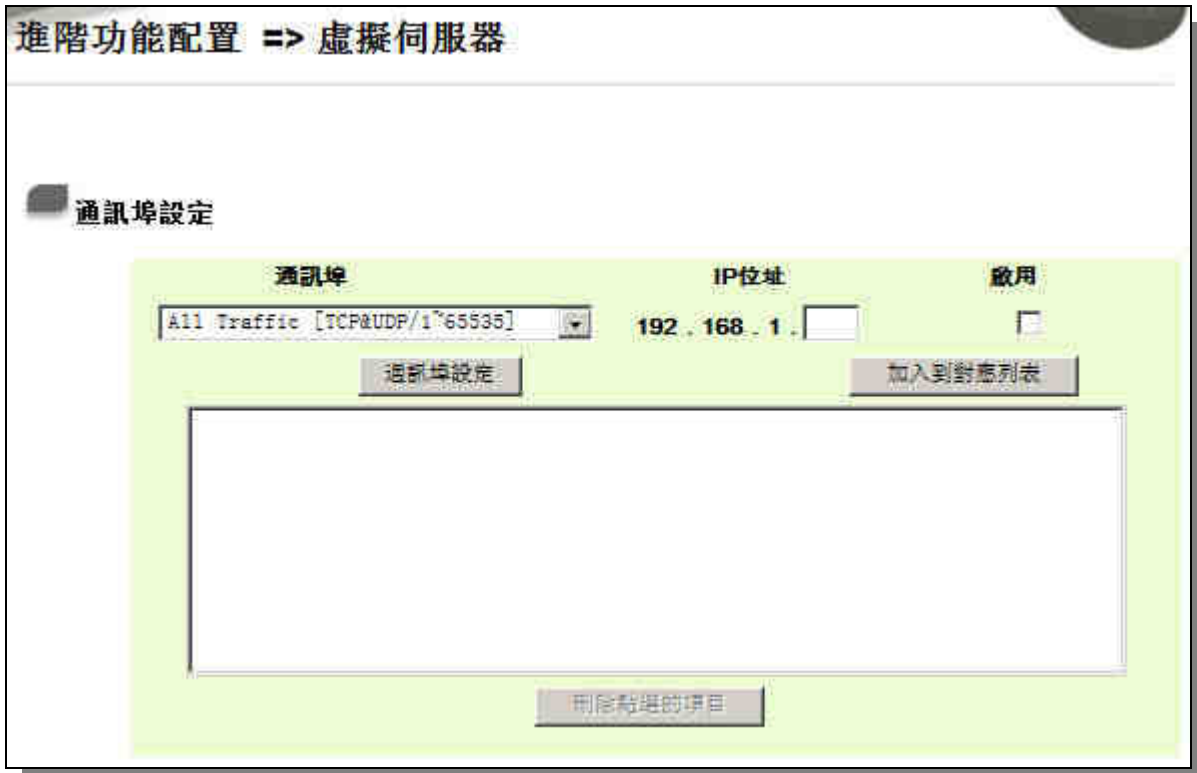 進階功能配置 => 虛擬伺服器
通訊埠設定
通訊埠 IP位址 啟用
All Traffic [TCP&UDP/1~65535] 192 . 168 . 1 .
通訊埠設定 加入到對應列表
刪除點選的項目